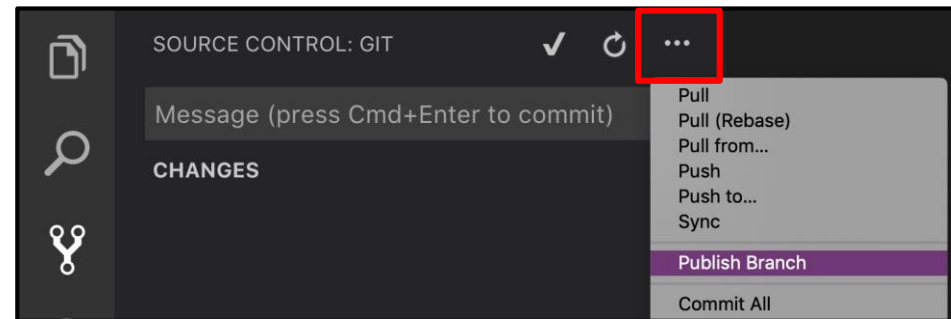 SOURCE CONTROL: GIT
Message (press Cmd+Enter to commit)
CHANGES
Pull
Pull (Rebase)
Pull from...
Push
Push to...
Sync
Publish Branch
Commit All